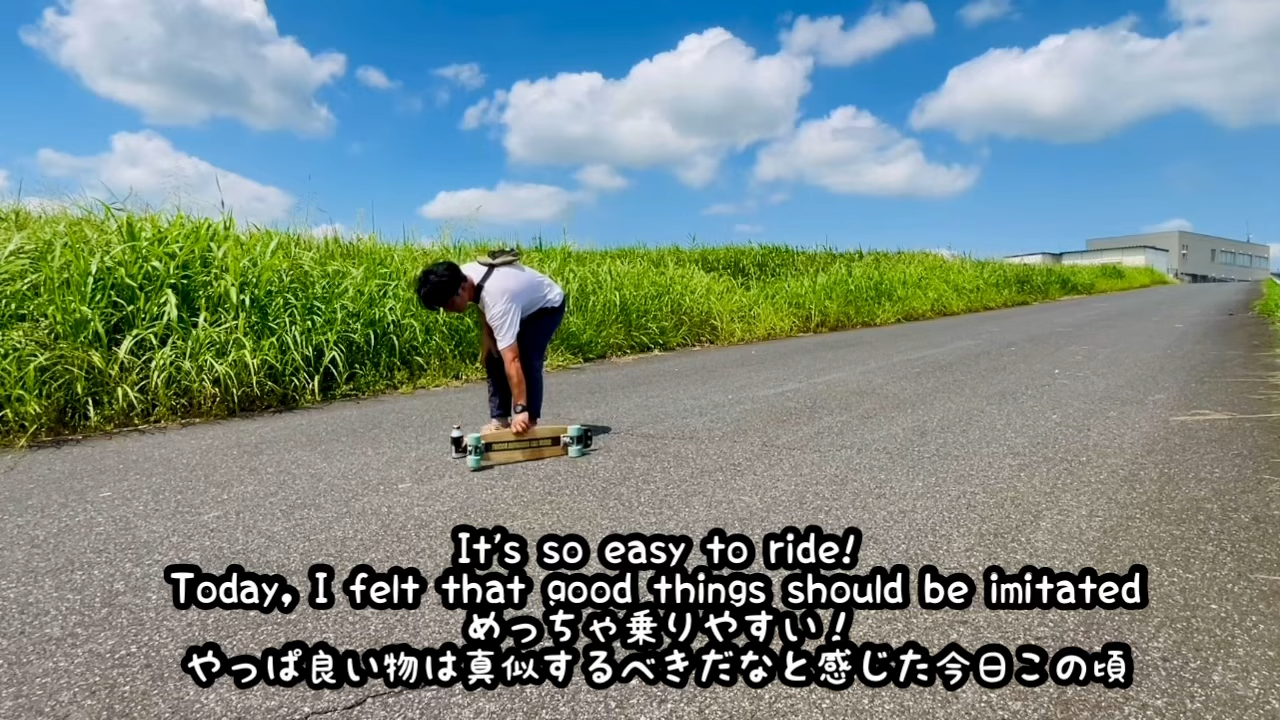 It's so easy to ride!
Today, I felt that good things should be imitated
めっちゃ乗りやすい！
やっぱ良い物は真似するべきだなと感じた今日この頃